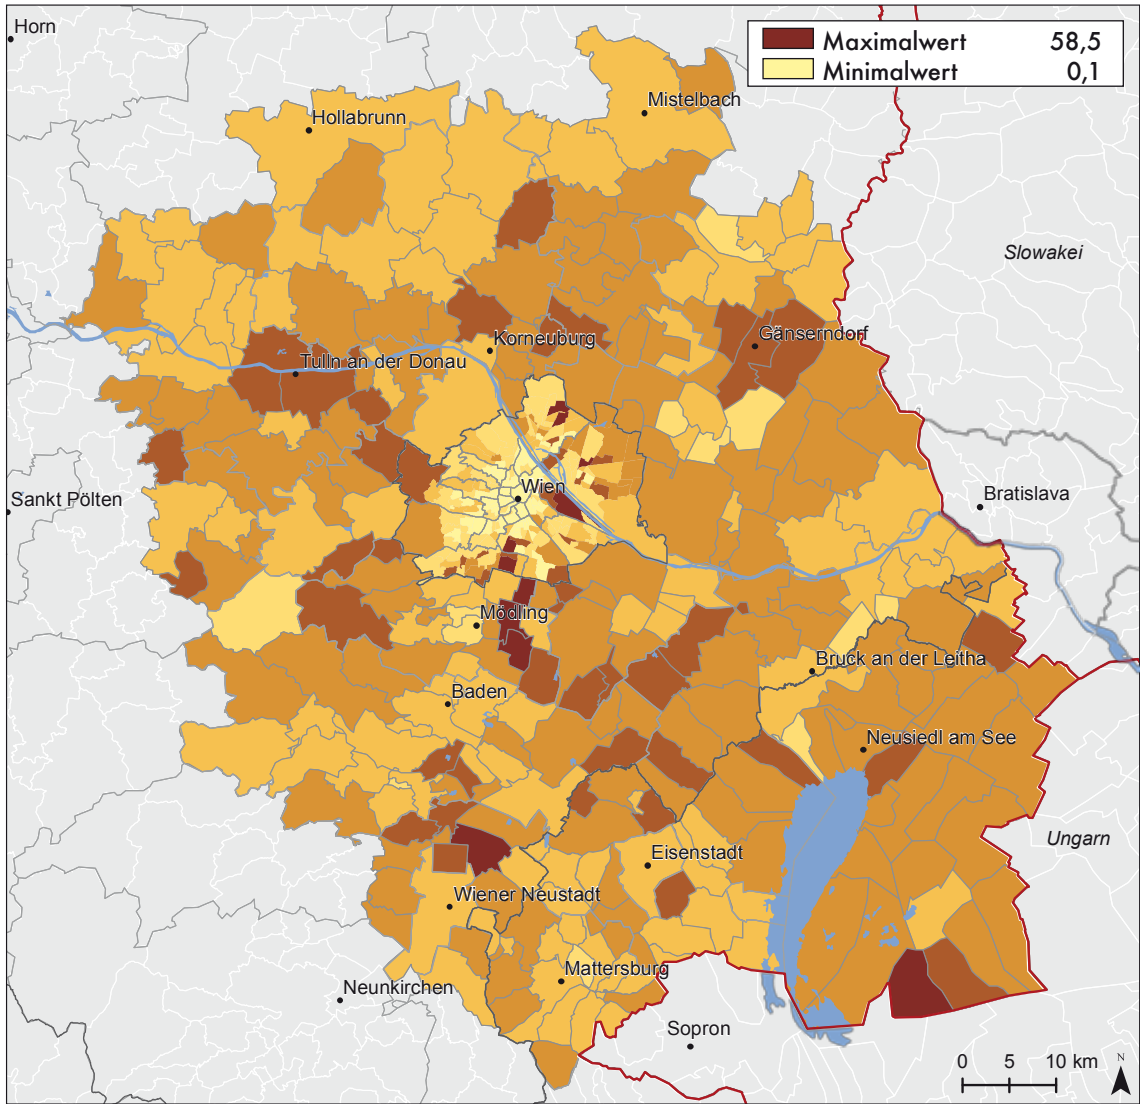 Horn
Maximalwert 58,5
Minimalwert 0,1
Mistelbach
Hollabrunn
Slowakei
Gänserndorf
Korneuburg
Tulln an der Donau
Wien
Bratislava
Sankt Pölten
Mödling
Bruck an der Leitha
Baden
Neusiedl am See
Ungarn
Eisenstadt
Wiener Neustadt
Mattersburg
Neunkirchen
Sopron
0 5 10 km
N